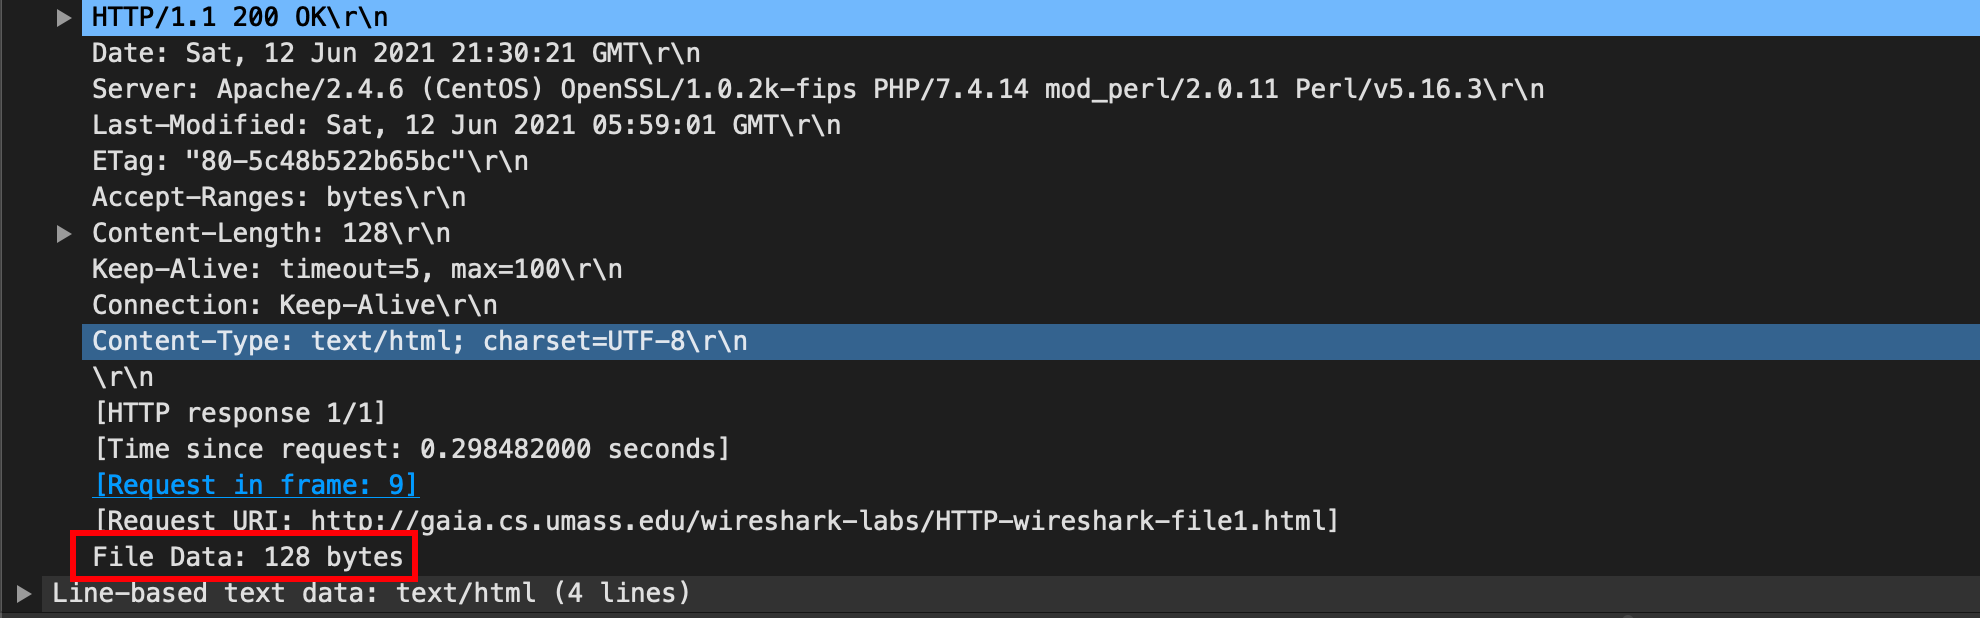 HTTP/1.1 200 OK\r\n
Date: Sat, 12 Jun 2021 21:30:21 GMT\r\n
Server: Apache/2.4.6 (CentOS) OpenSSL/1.0.2k-fips PHP/7.4.14 mod_perl/2.0.11 Perl/v5.16.3\r\n
Last-Modified: Sat, 12 Jun 2021 05:59:01 GMT\r\n
ETag: "80-5c48b522b65bc"\r\n
Accept-Ranges: bytes\r\n
Content-Length: 128\r\n
Keep-Alive: timeout=5, max=100\r\n
Connection: Keep-Alive\r\n
Content-Type: text/html; charset=UTF-8\r\n
\r\n
[HTTP response 1/1]
[Time since request: 0.298482000 seconds]
[Request in frame: 9]
[Request URI: http://gaia.cs.umass.edu/wireshark-labs/HTTP-wireshark-file1.html]
File Data: 128 bytes
Line-based text data: text/html (4 lines)